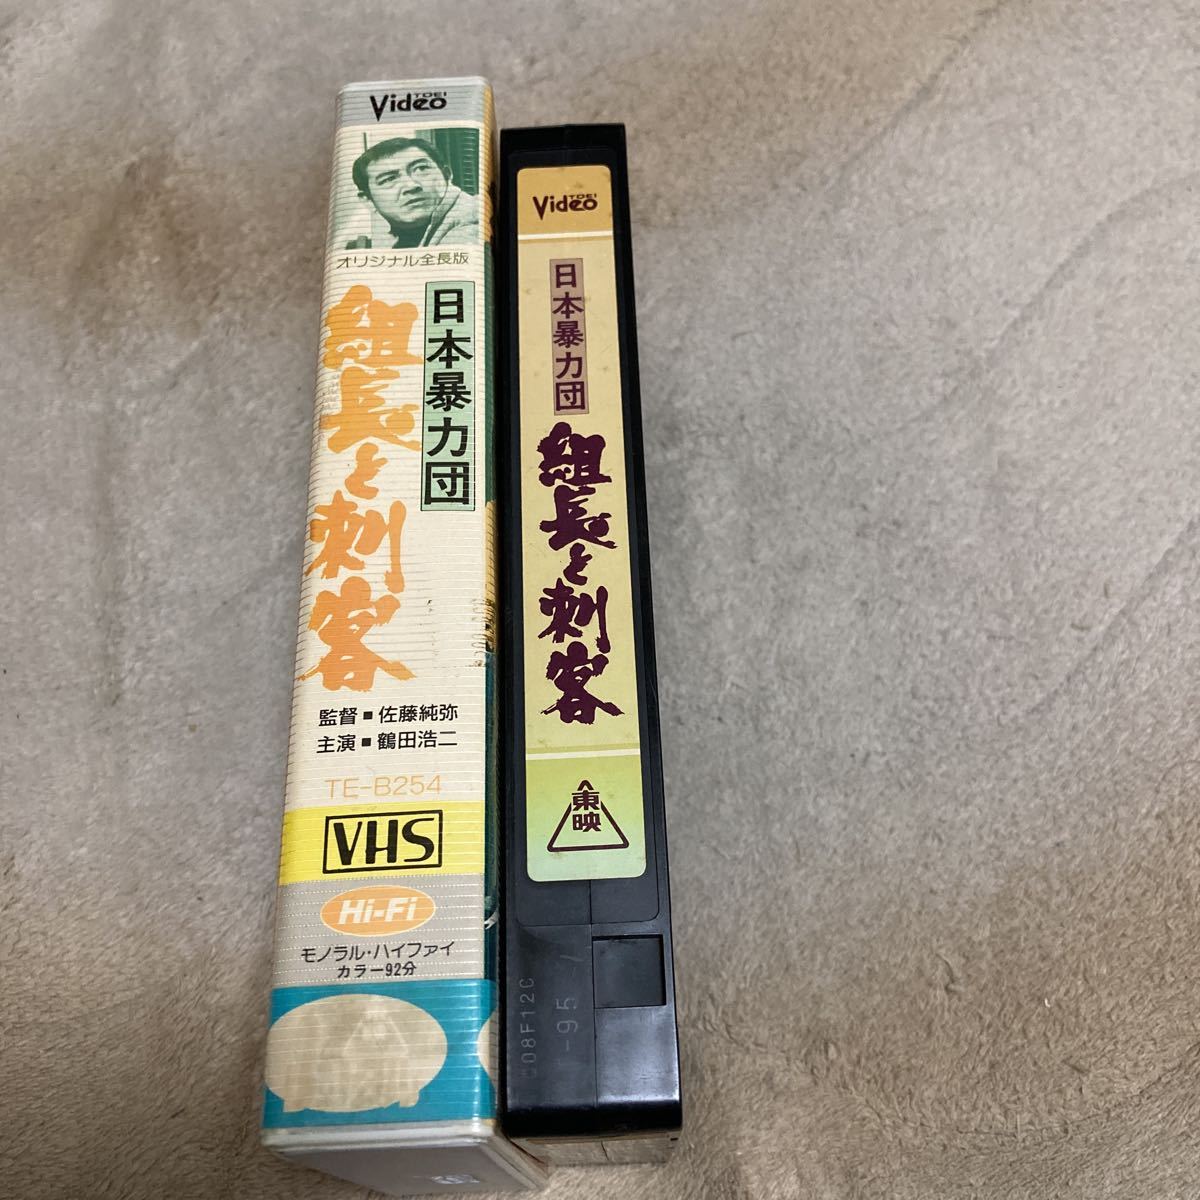 TOEI
Video
オリジナル全長版
日本暴力団
組長と刺客
監督■佐藤純弥
主演■鶴田浩二
TE-B254
VHS
Hi-Fi
モノラル・ハイファイ
カラー92分
TOEI
Video
日本暴力団
組長と刺客
東映